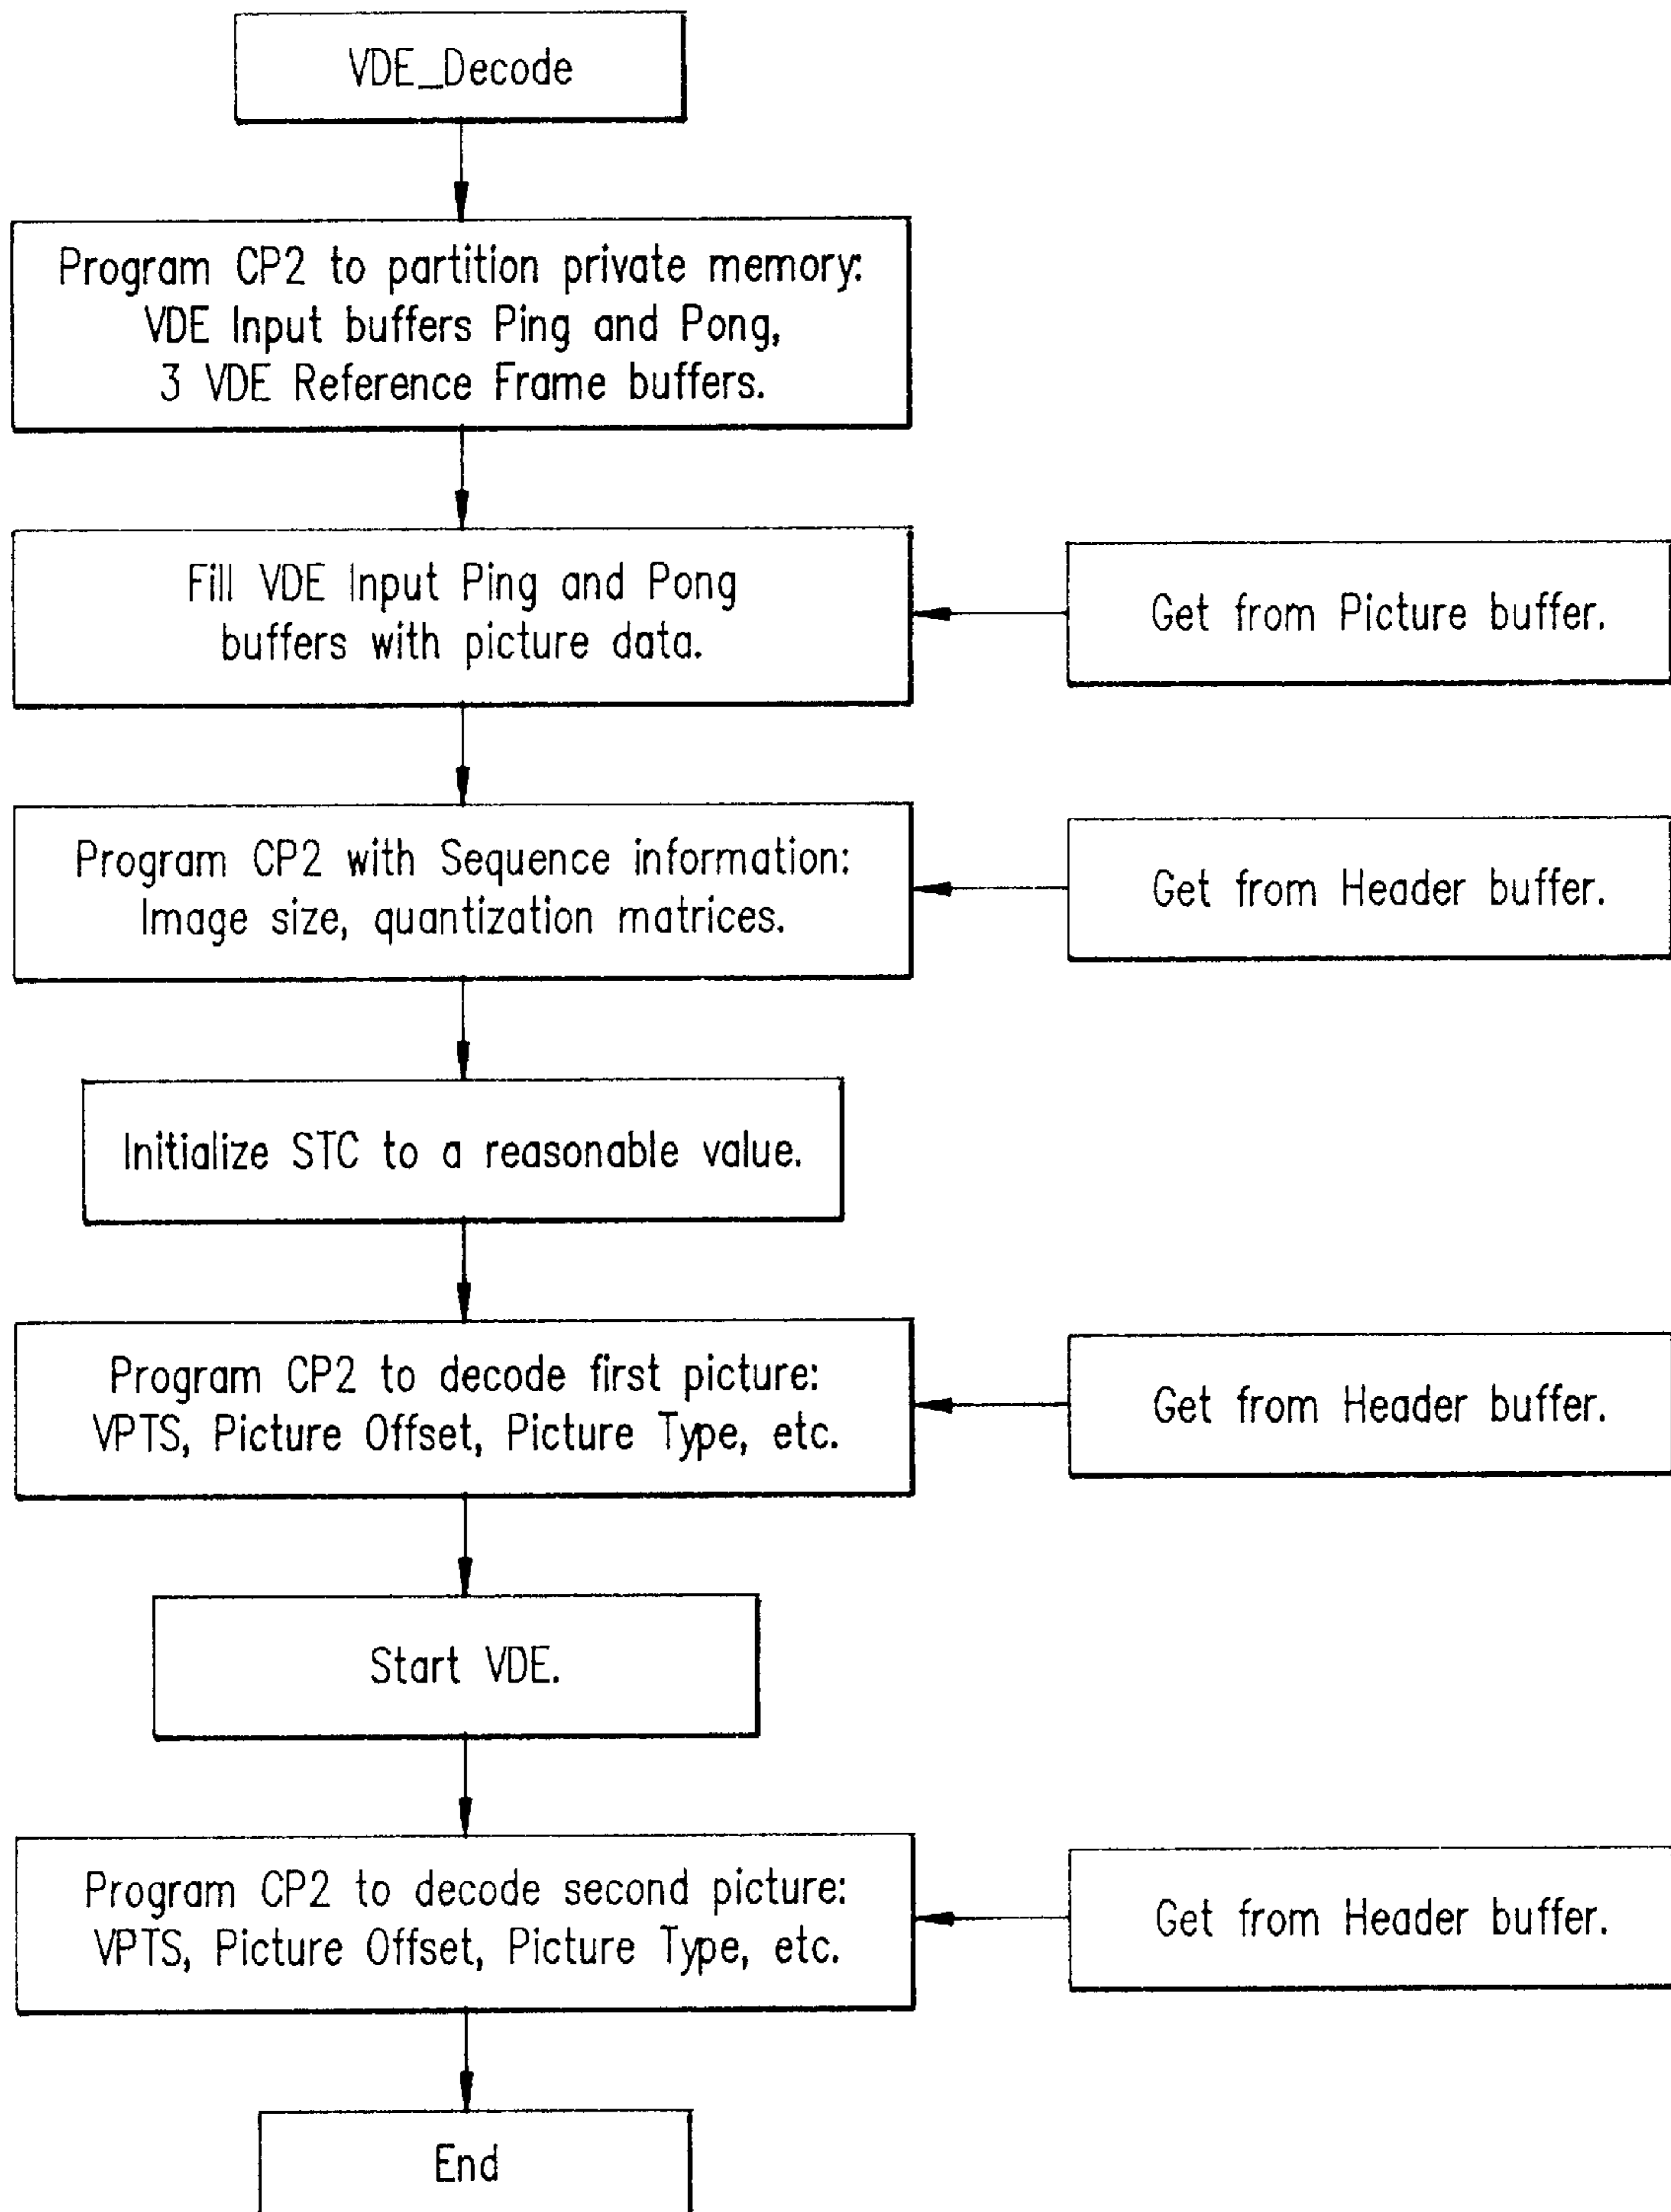 VDE_Decode
Program CP2 to partition private memory:
VDE Input buffers Ping and Pong,
3 VDE Reference Frame buffers.
Fill VDE Input Ping and Pong
buffers with picture data.
Get from Picture buffer.
Program CP2 with Sequence information:
Image size, quantization matrices.
Get from Header buffer.
Initialize STC to a reasonable value.
Program CP2 to decode first picture:
VPTS, Picture Offset, Picture Type, etc.
Get from Header buffer.
Start VDE.
Program CP2 to decode second picture:
VPTS, Picture Offset, Picture Type, etc.
Get from Header buffer.
End